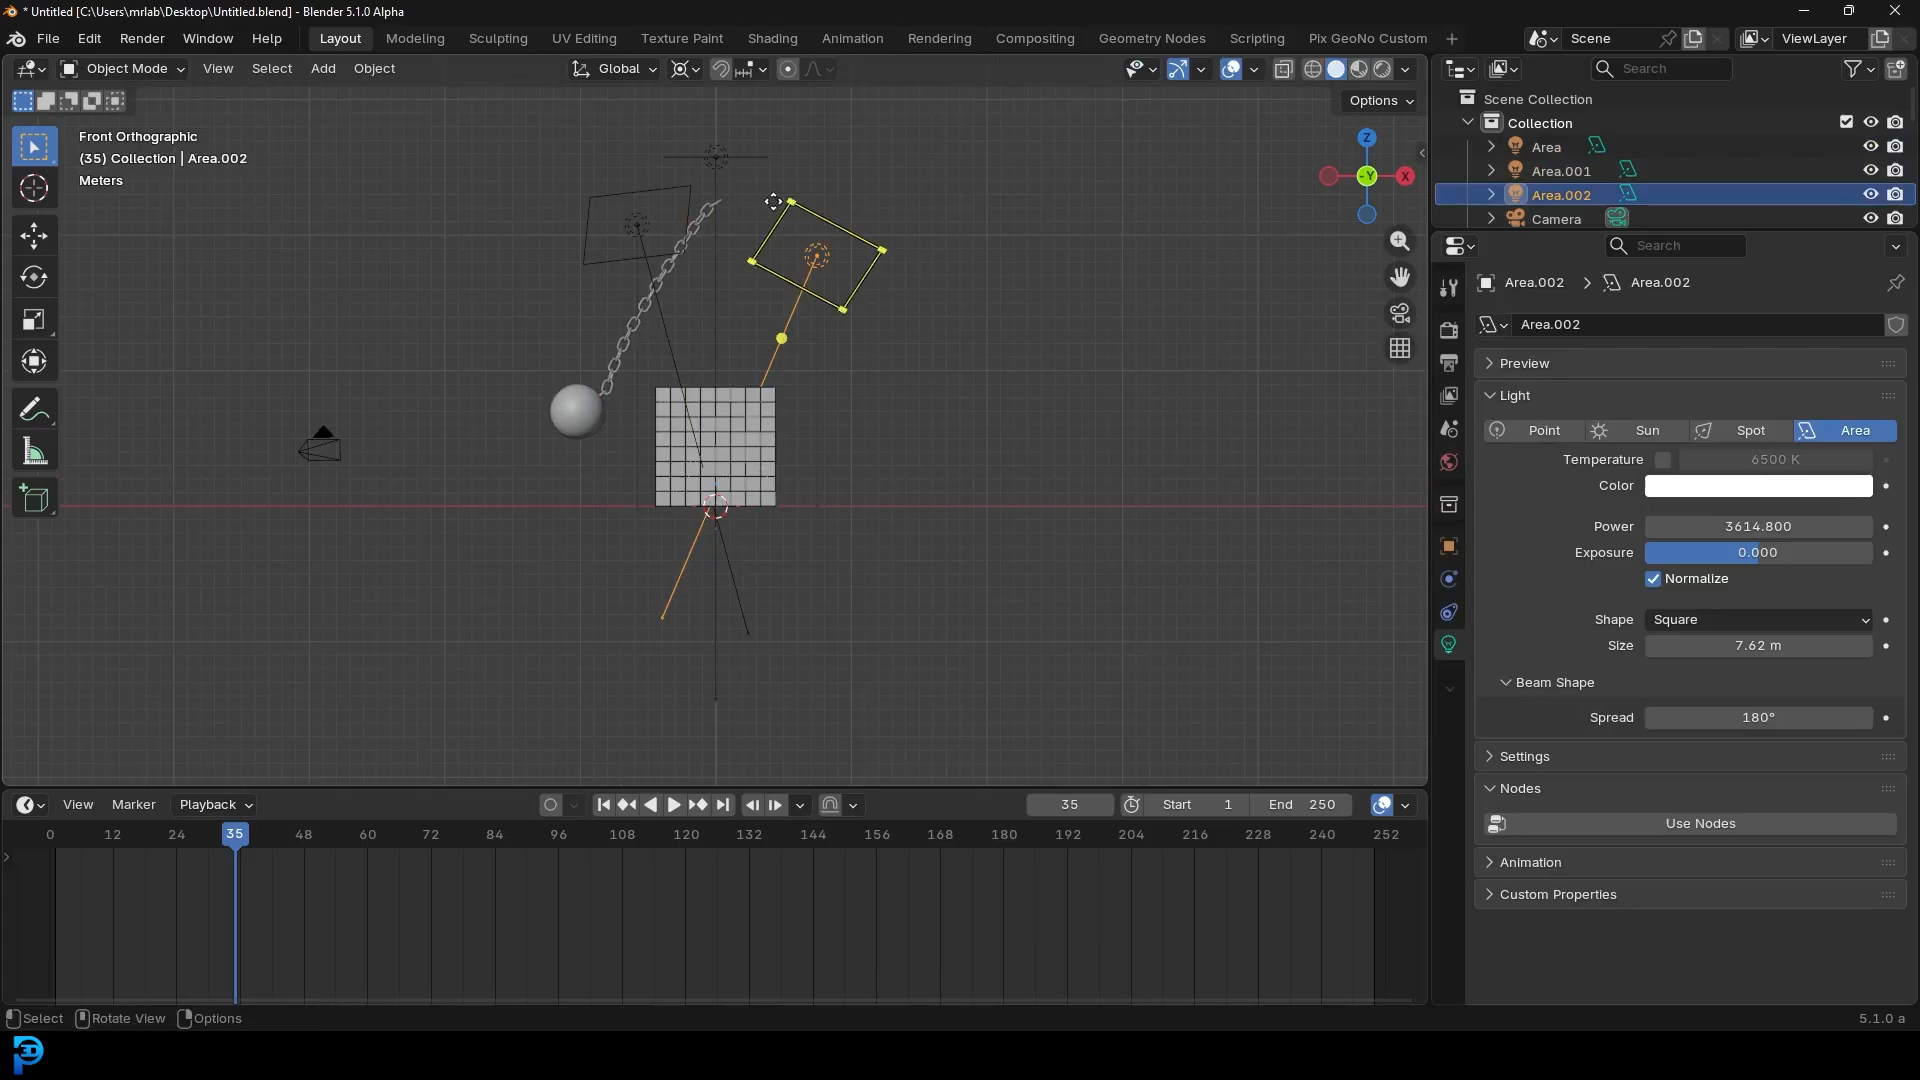 * Untitled [C:\Users\mrlab\Desktop\Untitled.blend] - Blender 5.1.0 Alpha
File Edit Render Window Help Layout Modeling Sculpting UV Editing Texture Paint Shading Animation Rendering Compositing Geometry Nodes Scripting Pix GeoNo Custom + Scene ViewLayer
Object Mode View Select Add Object Global Search
Options
Front Orthographic
(35) Collection | Area.002
Meters
Z
-Y
X
Scene Collection
Collection
Area
Area.001
Area.002
Camera
Search
Area.002 > Area.002
Area.002
Preview
Light
Point Sun Spot Area
Temperature 6500 K
Color
Power 3614.800
Exposure 0.000
Normalize
Shape Square
Size 7.62 m
Beam Shape
Spread 180°
Settings
Nodes
Use Nodes
Animation
Custom Properties
View Marker Playback 35 Start 1 End 250
0 12 24 35 48 60 72 84 96 108 120 132 144 156 168 180 192 204 216 228 240 252
Select Rotate View Options 5.1.0 a
P3D